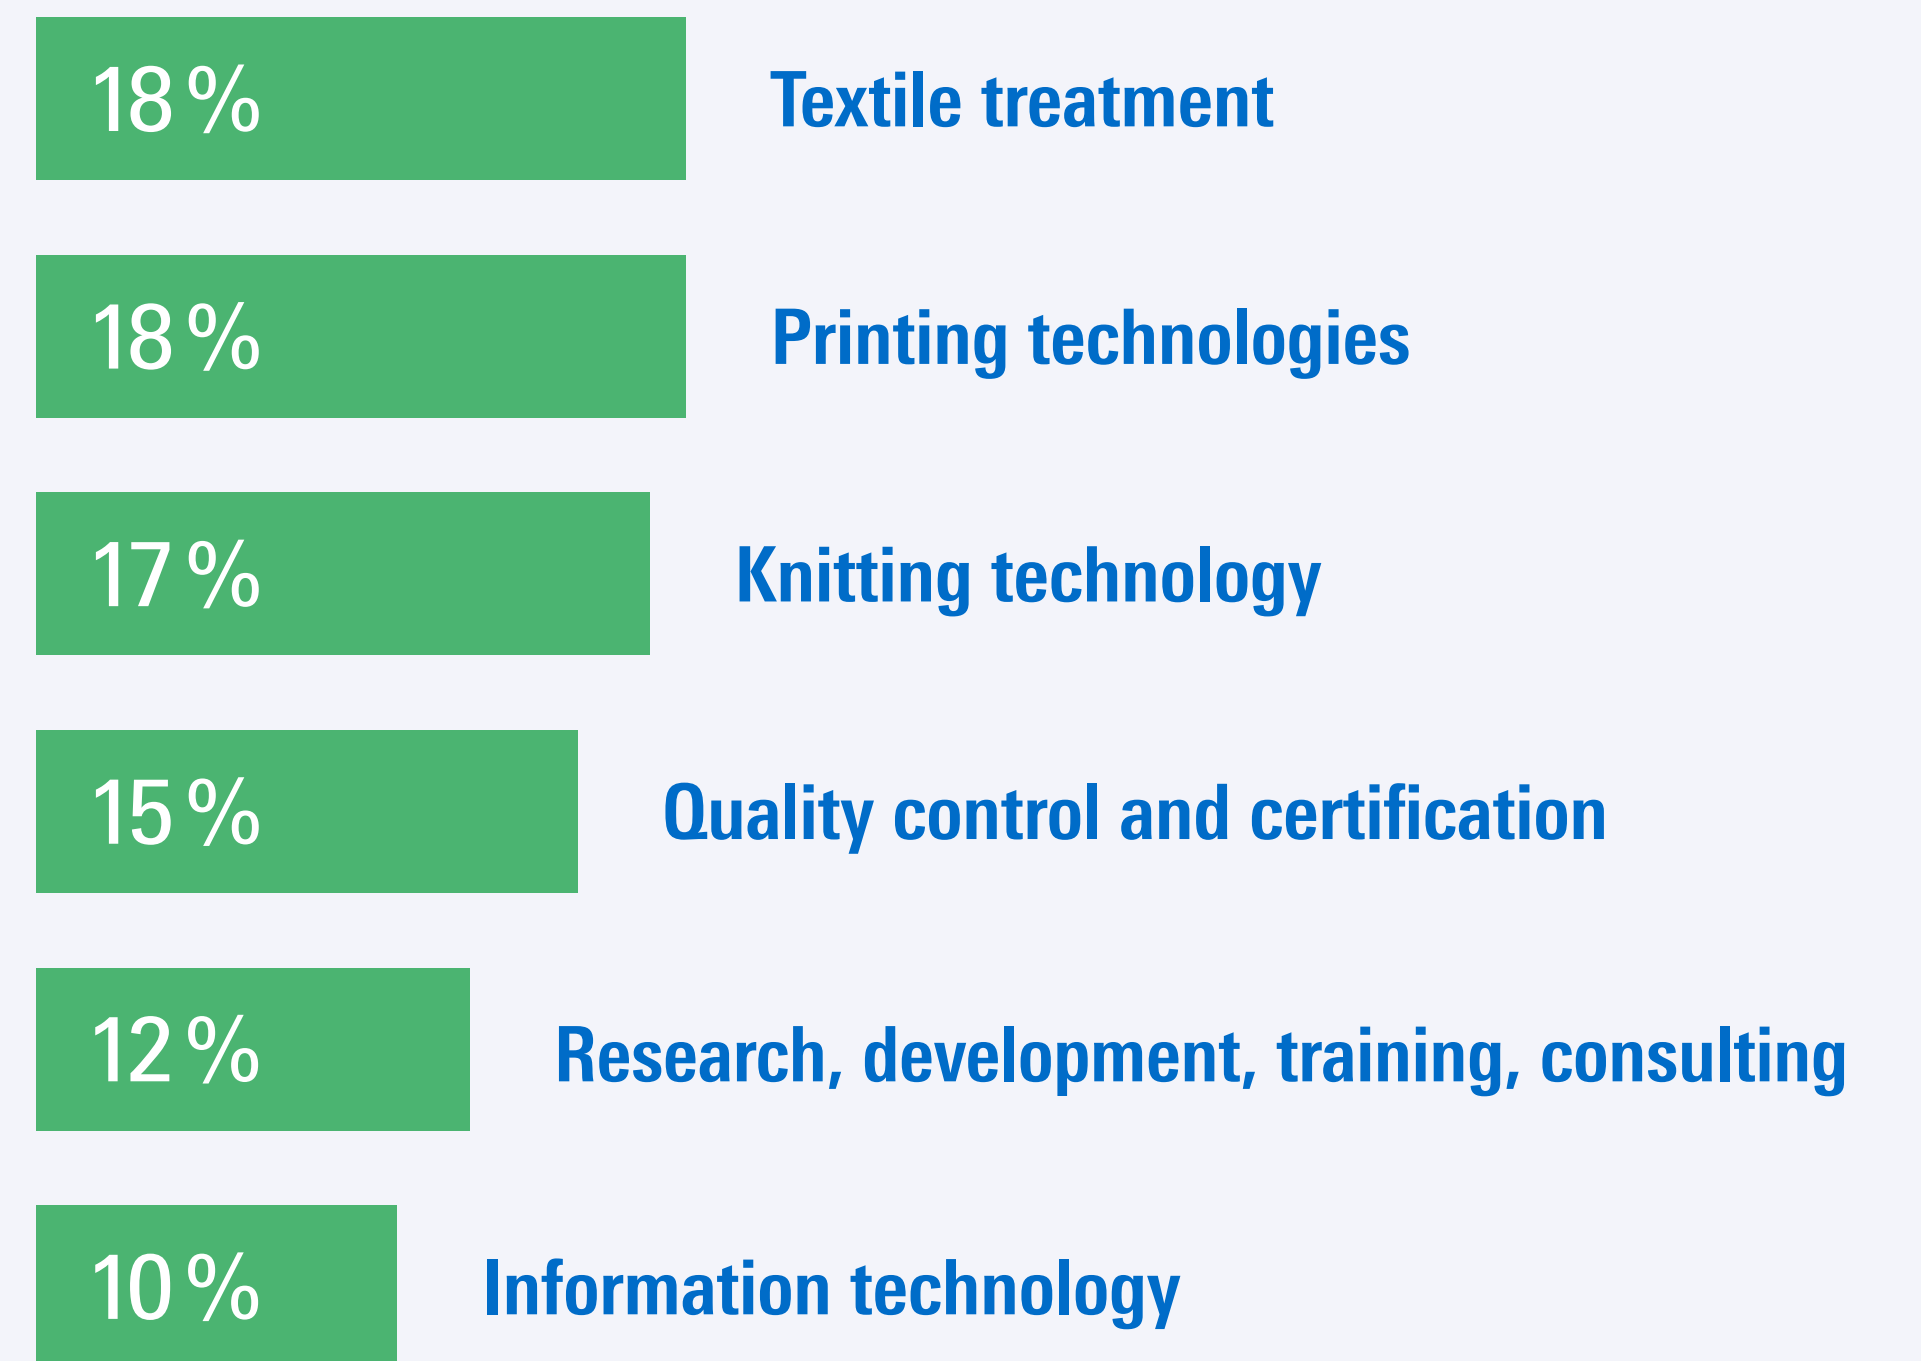 18 % Textile treatment
18 % Printing technologies
17 % Knitting technology
15 % Quality control and certification
12 % Research, development, training, consulting
10 % Information technology